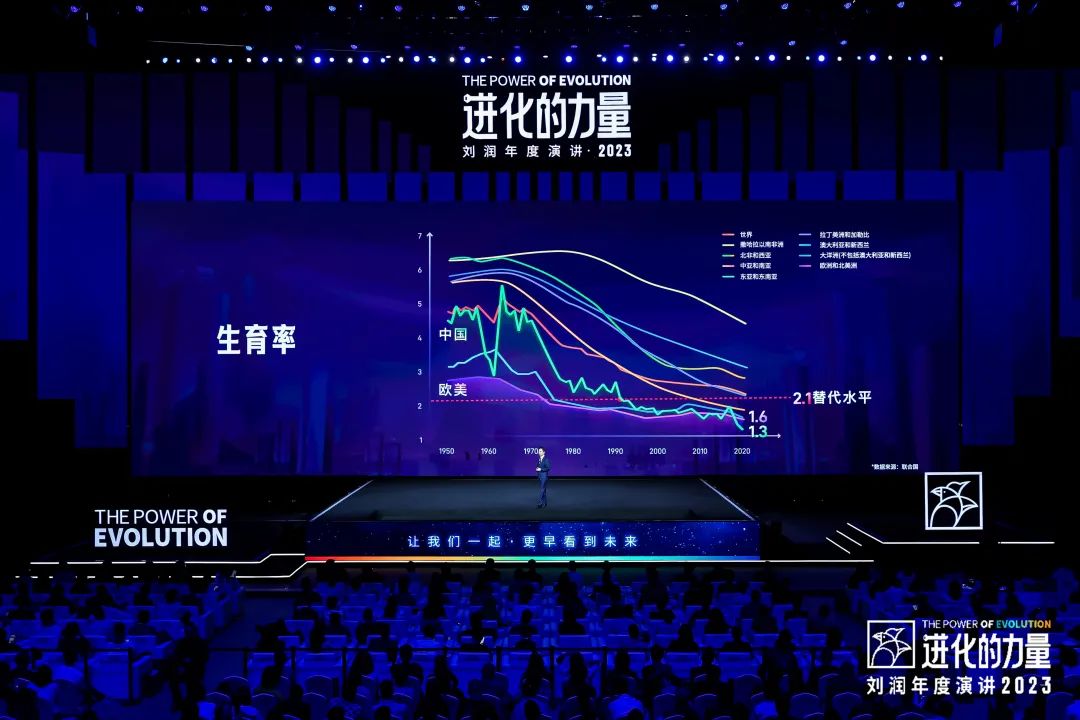 THE POWER OF EVOLUTION
进化的力量
刘润年度演讲·2023
生育率
7
6
5
4
3
2
1
中国
欧美
世界
撒哈拉以南非洲
北非和西亚
中亚和南亚
东亚和东南亚
拉丁美洲和加勒比
澳大利亚和新西兰
大洋洲(不包括澳大利亚和新西兰)
欧洲和北美洲
2.1替代水平
1.6
1.3
1950 1960 1970 1980 1990 2000 2010 2020
*数据来源：联合国
THE POWER OF
EVOLUTION
让我们一起·更早看到未来
THE POWER OF EVOLUTION
进化的力量
刘润年度演讲2023